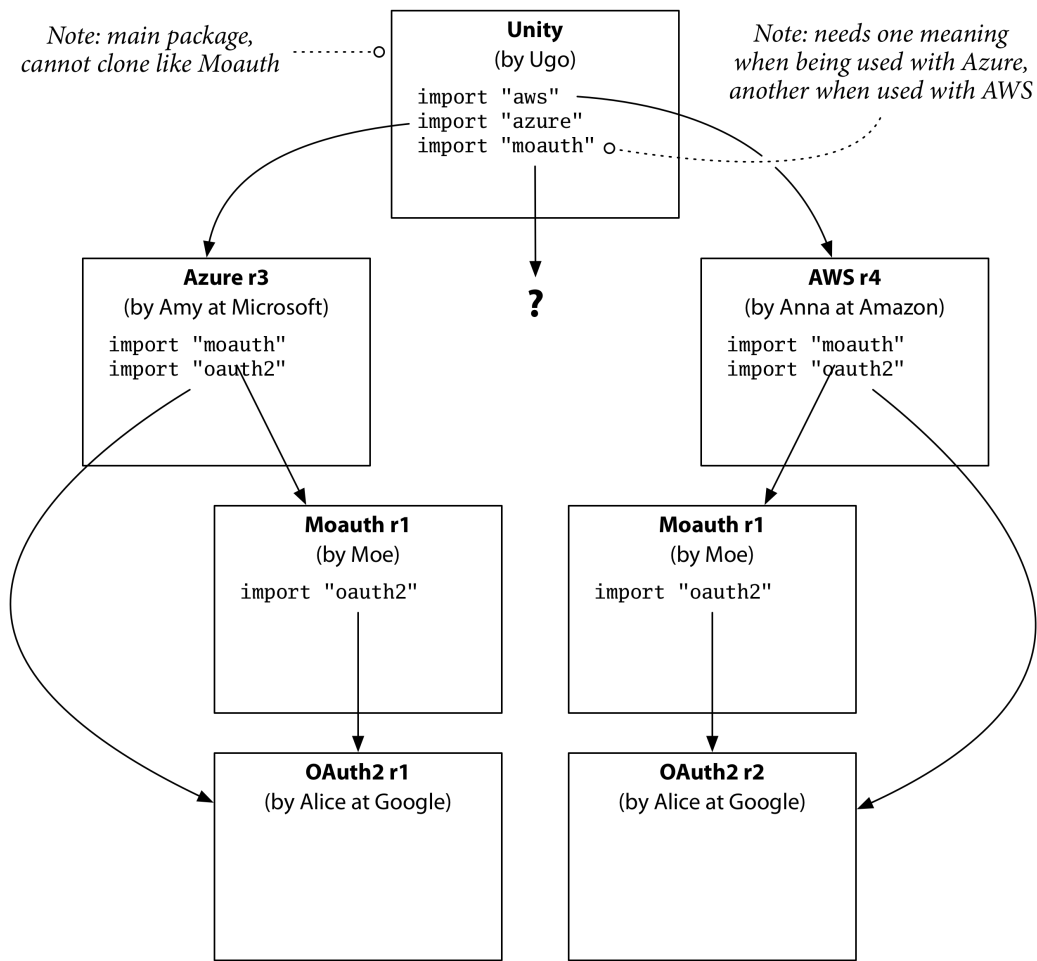 Note: main package,
cannot clone like Moauth
Unity
(by Ugo)
import "aws"
import "azure"
import "moauth"
Note: needs one meaning
when being used with Azure,
another when used with AWS
Azure r3
(by Amy at Microsoft)
import "moauth"
import "oauth2"
?
AWS r4
(by Anna at Amazon)
import "moauth"
import "oauth2"
Moauth r1
(by Moe)
import "oauth2"
Moauth r1
(by Moe)
import "oauth2"
OAuth2 r1
(by Alice at Google)
OAuth2 r2
(by Alice at Google)